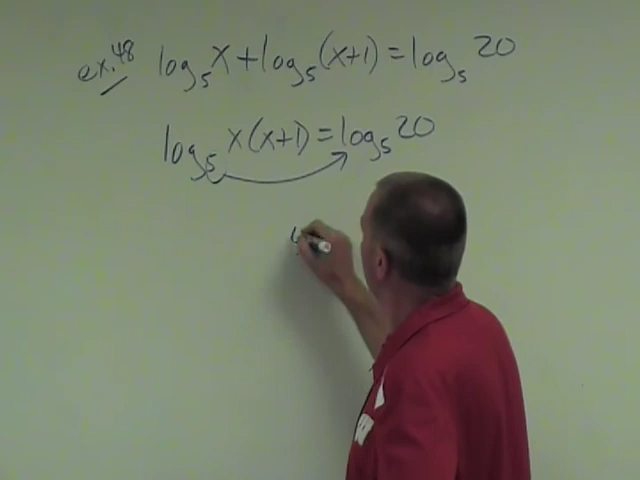 ex. 48 log₅ x + log₅ (x+1) = log₅ 20
log₅ x(x+1) = log₅ 20
W